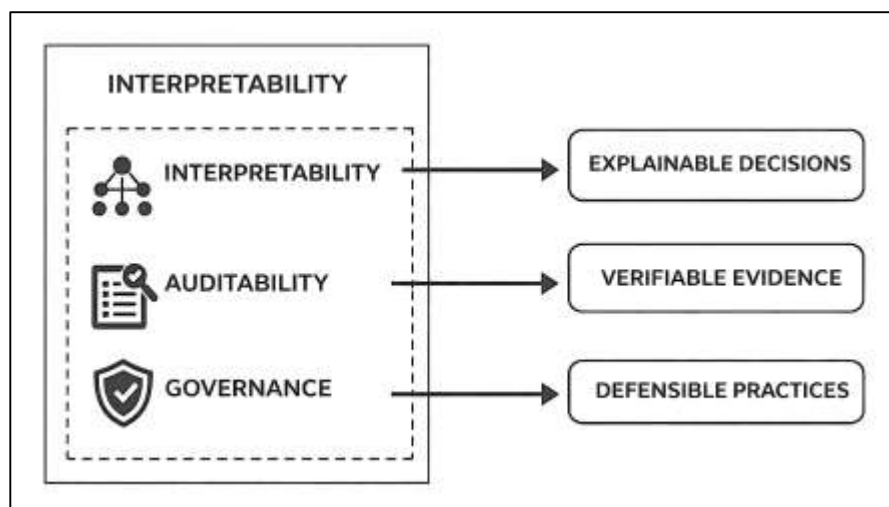 INTERPRETABILITY
INTERPRETABILITY
EXPLAINABLE DECISIONS
AUDITABILITY
VERIFIABLE EVIDENCE
GOVERNANCE
DEFENSIBLE PRACTICES